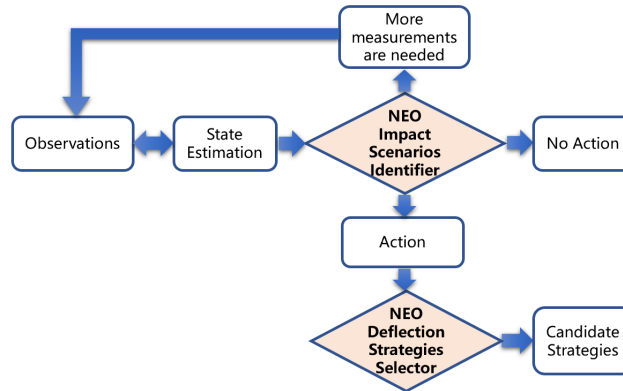 More
measurements
are needed
Observations
State
Estimation
NEO
Impact
Scenarios
Identifier
No Action
Action
NEO
Deflection
Strategies
Selector
Candidate
Strategies